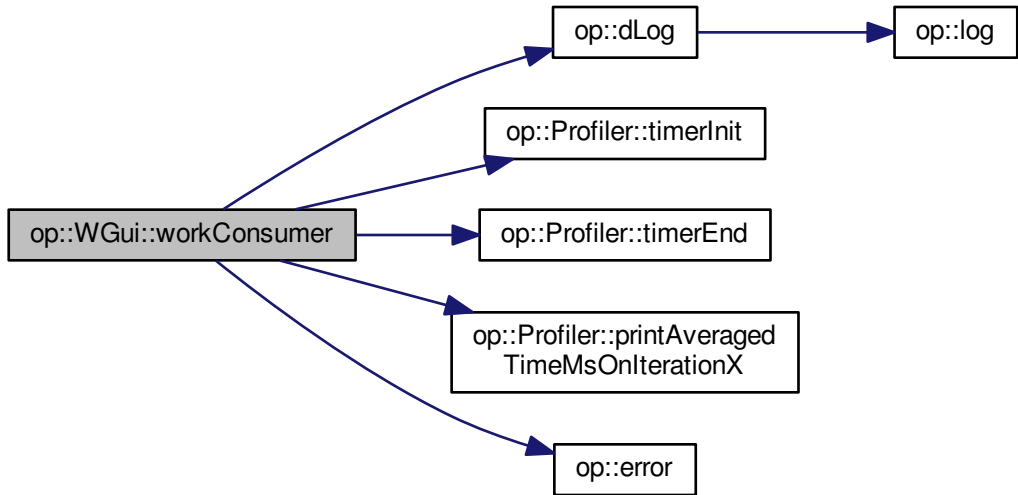 op::dLog
op::log
op::Profiler::timerInit
op::WGui::workConsumer
op::Profiler::timerEnd
op::Profiler::printAveraged
TimeMsOnIterationX
op::error